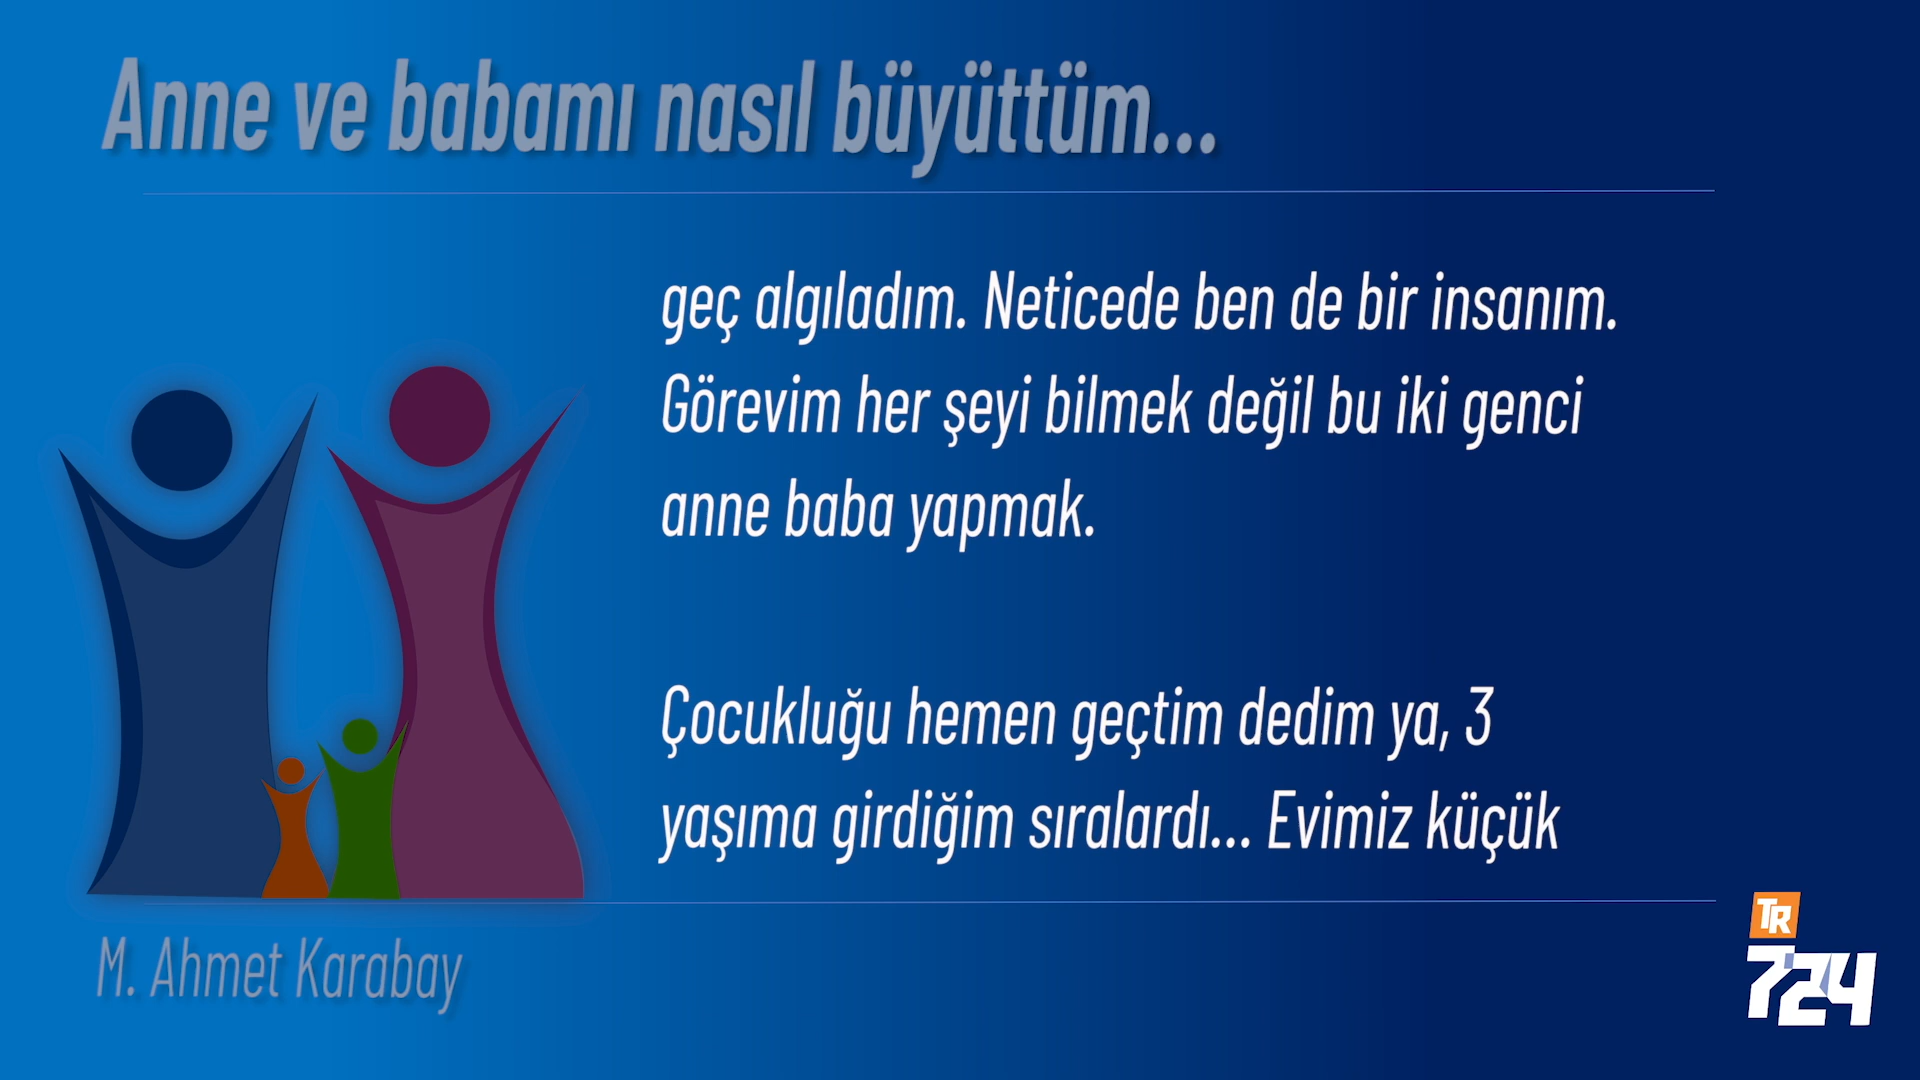 Anne ve babamı nasıl büyüttüm...
geç algıladım. Neticede ben de bir insanım.
Görevim her şeyi bilmek değil bu iki genci
anne baba yapmak.
Çocukluğu hemen geçtim dedim ya, 3
yaşıma girdiğim sıralardı... Evimiz küçük
M. Ahmet Karabay
TR
724